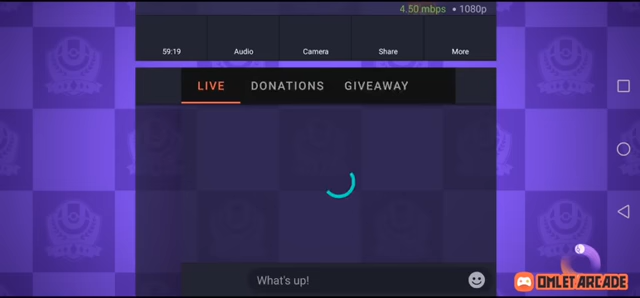 4.50 mbps • 1080p
59:19 Audio Camera Share More
LIVE DONATIONS GIVEAWAY
What's up!
OMLET ARCADE